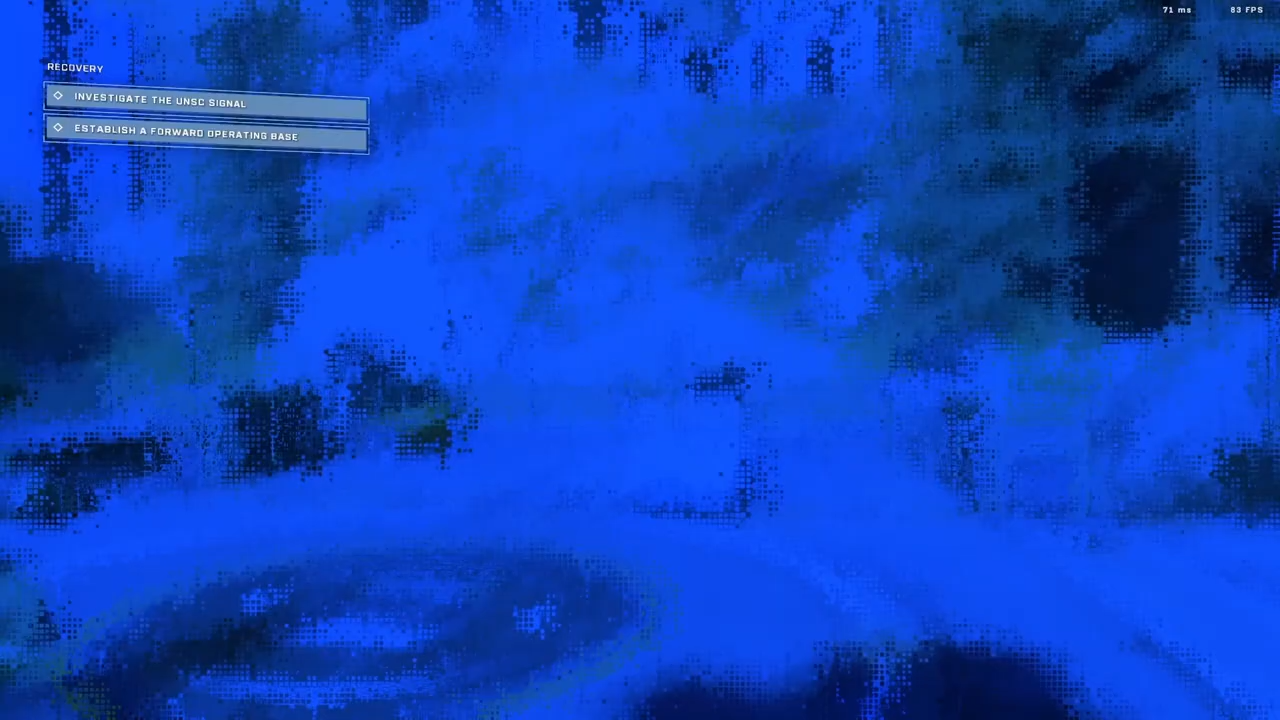 71 ms 83 FPS
RECOVERY
INVESTIGATE THE UNSC SIGNAL
ESTABLISH A FORWARD OPERATING BASE